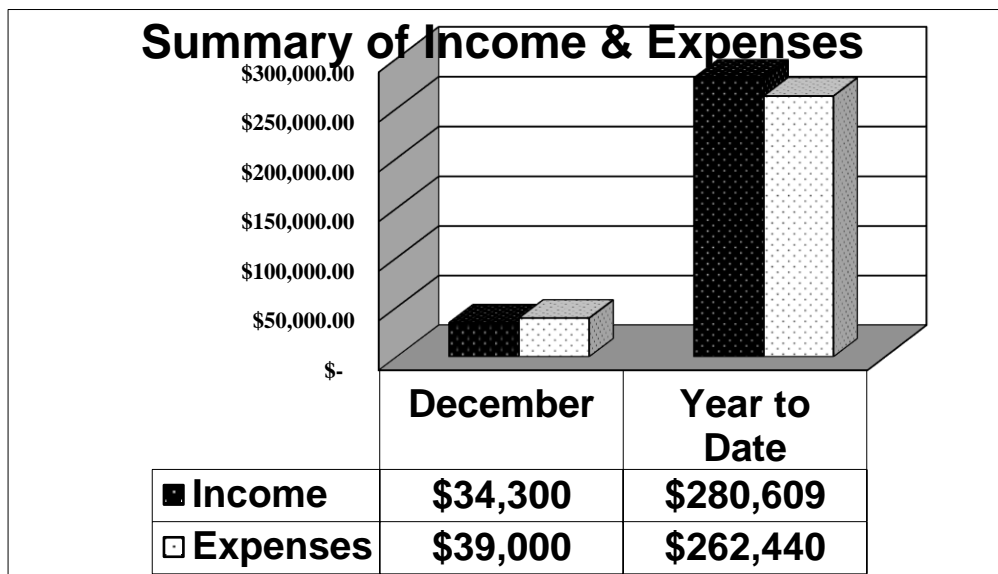 Summary of Income & Expenses
$300,000.00
$250,000.00
$200,000.00
$150,000.00
$100,000.00
$50,000.00
$-
December
Year to
Date
Income $34,300 $280,609
Expenses $39,000 $262,440